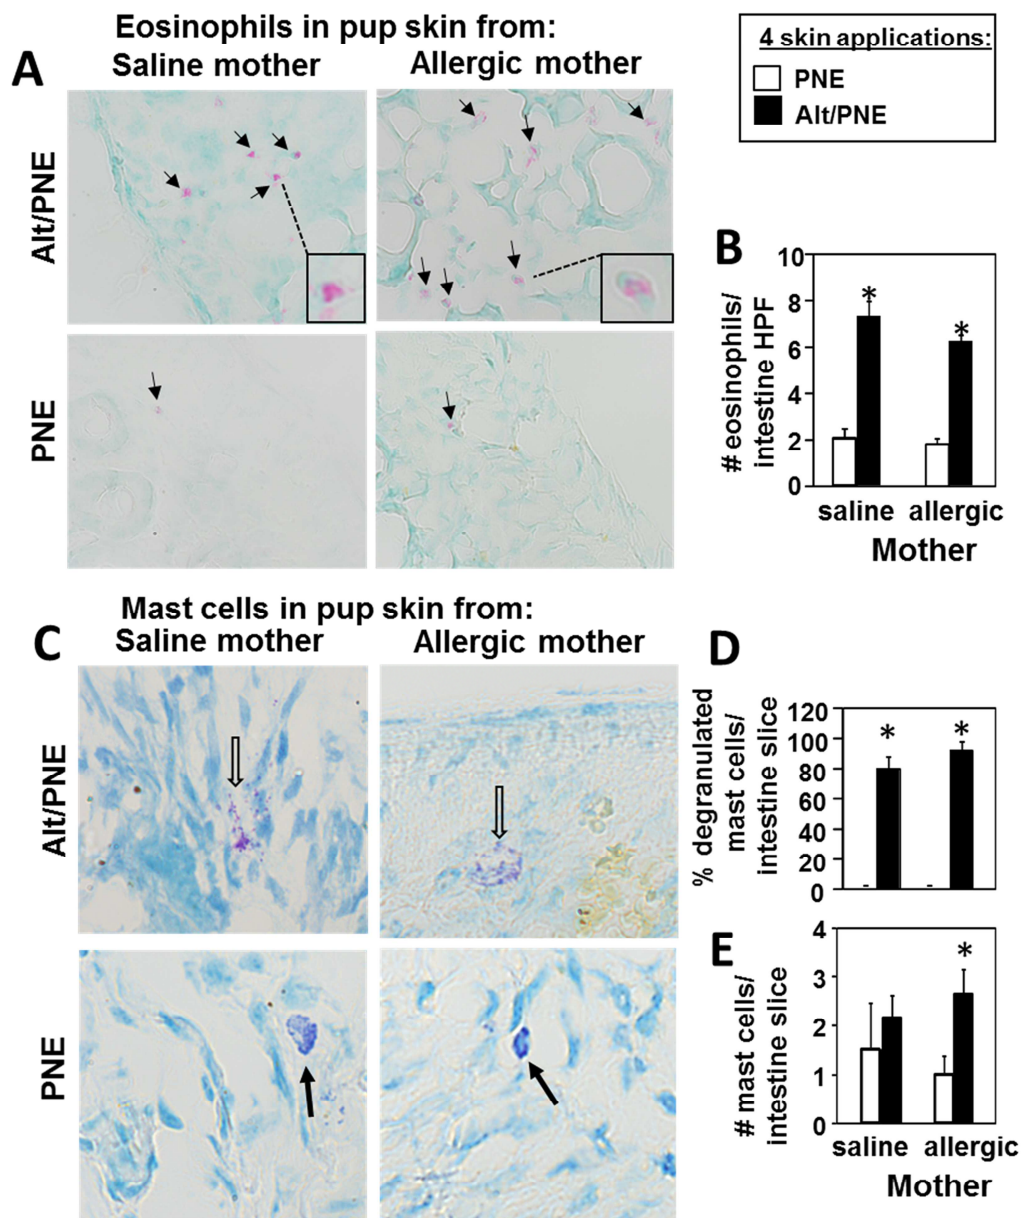 Eosinophils in pup skin from:
A
Saline mother
Allergic mother
4 skin applications:
PNE
Alt/PNE
Alt/PNE
PNE
B
# eosinophils/
intestine HPF
10
8
6
4
2
0
*
*
saline allergic
Mother
Mast cells in pup skin from:
C
Saline mother
Allergic mother
Alt/PNE
PNE
D
% degranulated
mast cells/
intestine slice
120
100
80
60
40
20
0
*
*
E
# mast cells/
intestine slice
4
3
2
1
0
*
saline allergic
Mother